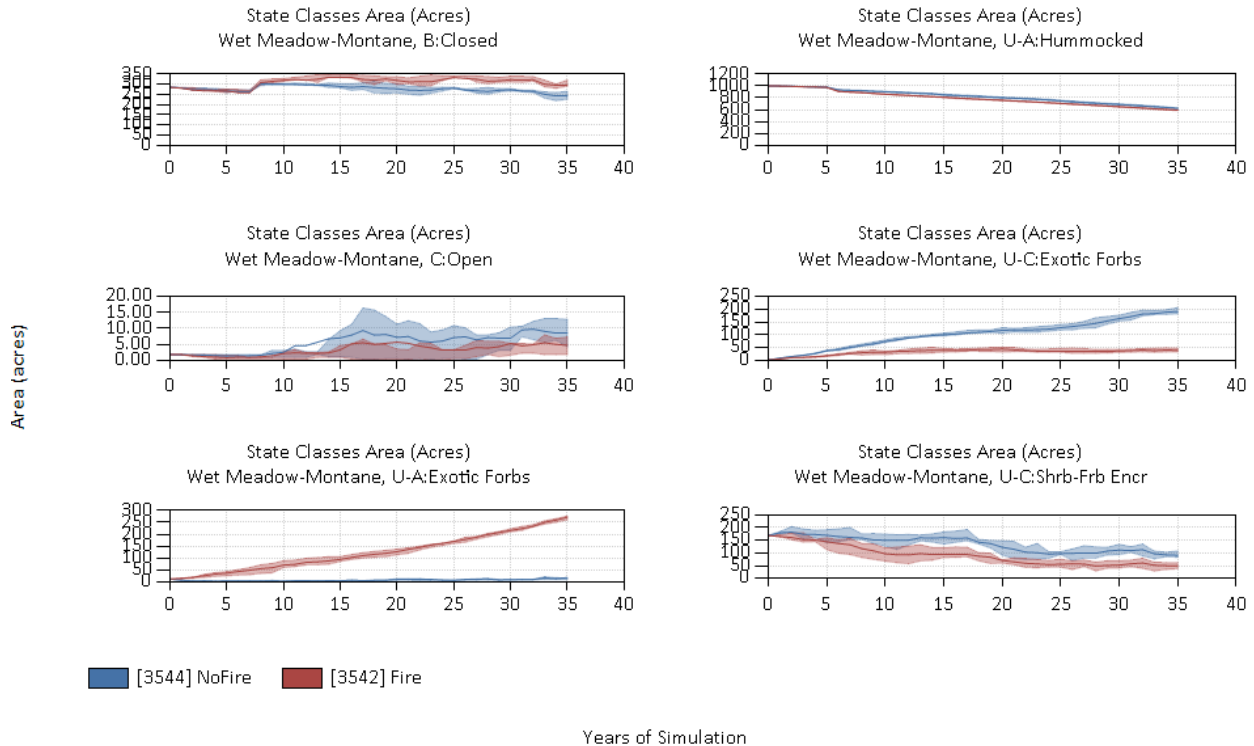 Area (acres)
State Classes Area (Acres)
Wet Meadow-Montane, B:Closed
350
300
250
200
150
100
50
0
0 5 10 15 20 25 30 35 40
State Classes Area (Acres)
Wet Meadow-Montane, U-A:Hummocked
1200
1000
800
600
400
200
0
0 5 10 15 20 25 30 35 40
State Classes Area (Acres)
Wet Meadow-Montane, C:Open
20.00
15.00
10.00
5.00
0.00
0 5 10 15 20 25 30 35 40
State Classes Area (Acres)
Wet Meadow-Montane, U-C:Exotic Forbs
250
200
150
100
50
0
0 5 10 15 20 25 30 35 40
State Classes Area (Acres)
Wet Meadow-Montane, U-A:Exotic Forbs
300
250
200
150
100
50
0
0 5 10 15 20 25 30 35 40
State Classes Area (Acres)
Wet Meadow-Montane, U-C:Shrb-Frb Encr
250
200
150
100
50
0
0 5 10 15 20 25 30 35 40
[3544] NoFire [3542] Fire
Years of Simulation